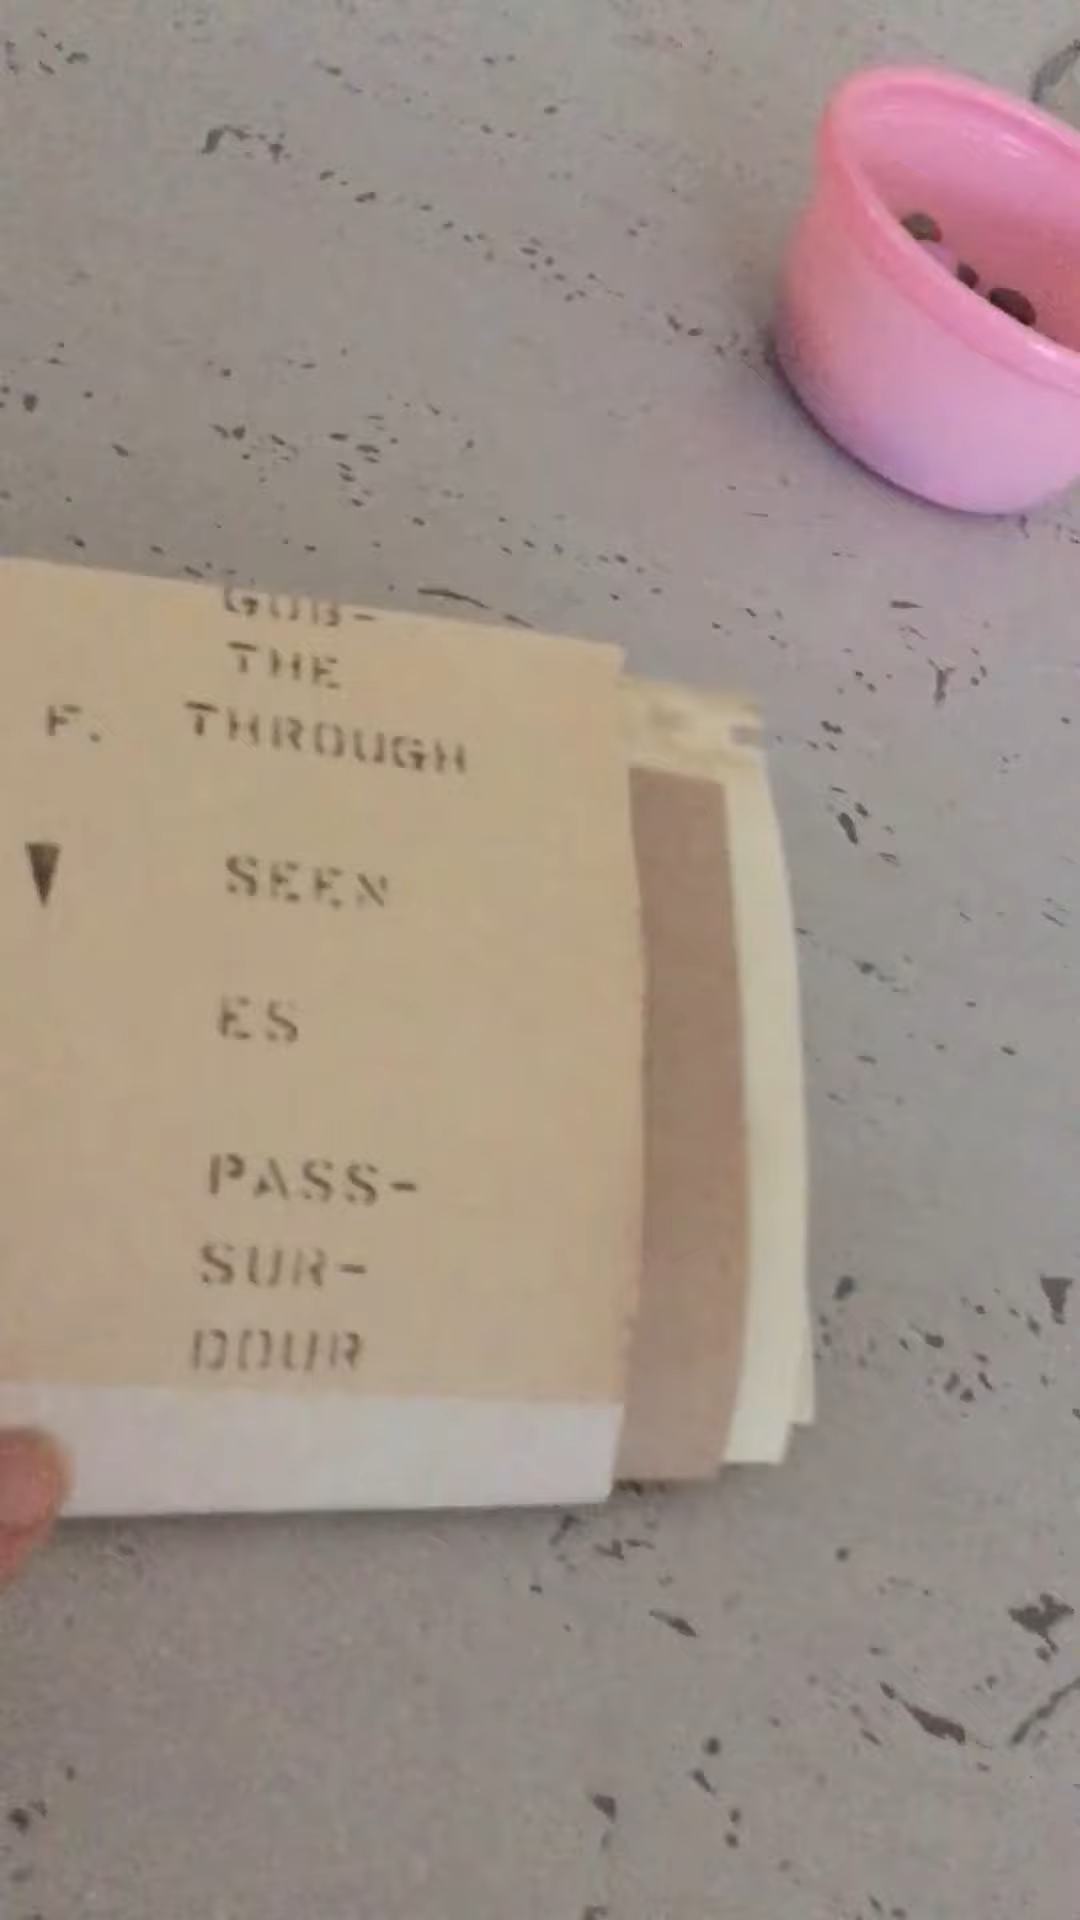 THE
F. THROUGH
SEEN
ES
PASS-
SUR-
DOUR